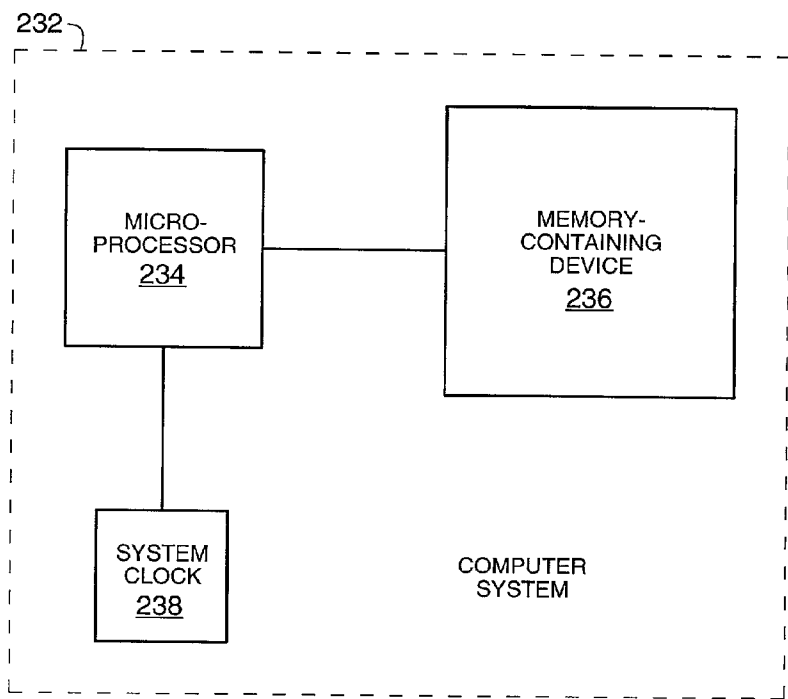 232
MICRO-
PROCESSOR
234
MEMORY-
CONTAINING
DEVICE
236
SYSTEM
CLOCK
238
COMPUTER
SYSTEM